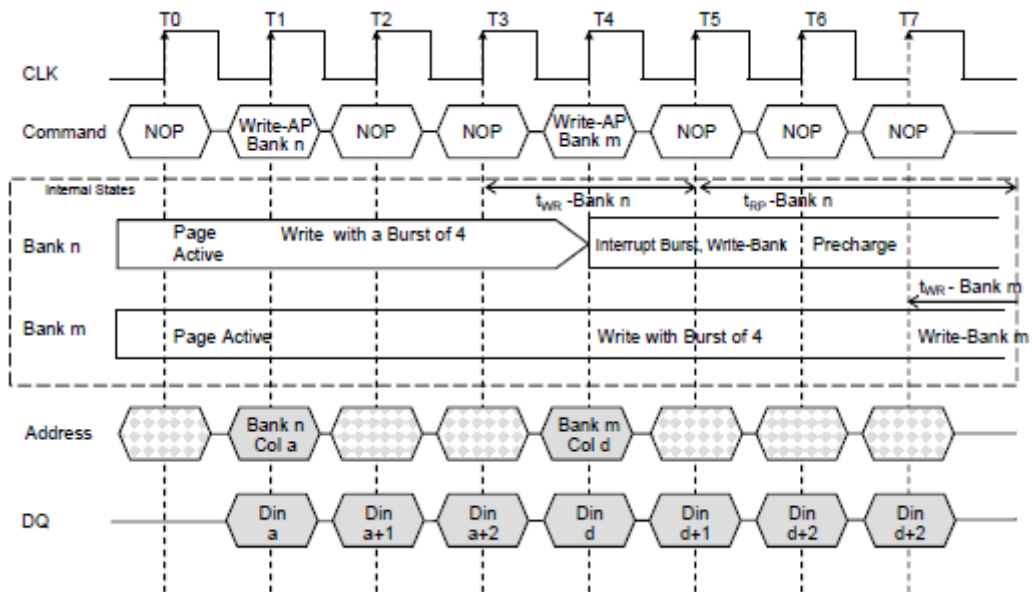 T0 T1 T2 T3 T4 T5 T6 T7
CLK
Command NOP Write-AP Bank n NOP NOP Write-AP Bank m NOP NOP NOP
Internal States
tWR -Bank n tRP -Bank n
Bank n Page Active Write with a Burst of 4 Interrupt Burst, Write-Bank Precharge
tWR - Bank m
Bank m Page Active Write with Burst of 4 Write-Bank m
Address Bank n Col a Bank m Col d
DQ Din a Din a+1 Din a+2 Din d Din d+1 Din d+2 Din d+2